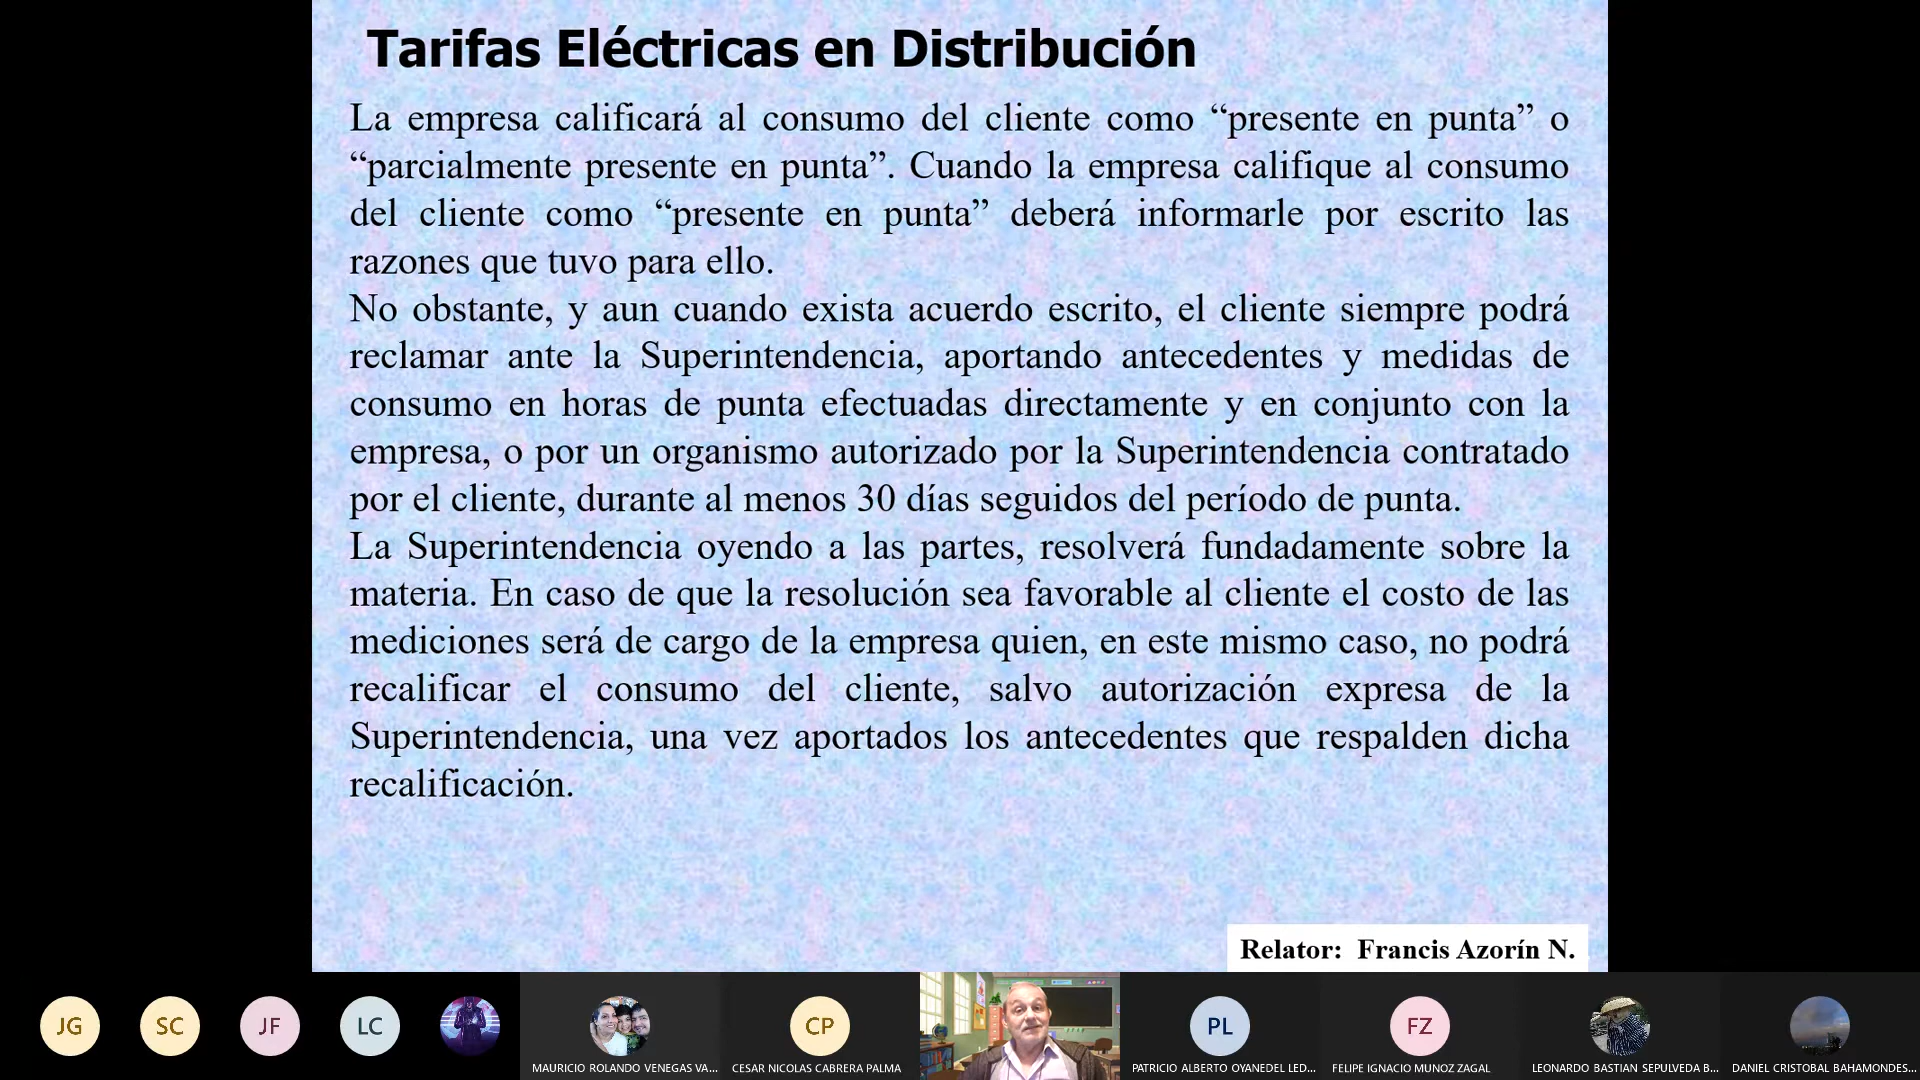 Tarifas Eléctricas en Distribución
La empresa calificará al consumo del cliente como “presente en punta” o
“parcialmente presente en punta”. Cuando la empresa califique al consumo
del cliente como “presente en punta” deberá informarle por escrito las
razones que tuvo para ello.
No obstante, y aun cuando exista acuerdo escrito, el cliente siempre podrá
reclamar ante la Superintendencia, aportando antecedentes y medidas de
consumo en horas de punta efectuadas directamente y en conjunto con la
empresa, o por un organismo autorizado por la Superintendencia contratado
por el cliente, durante al menos 30 días seguidos del período de punta.
La Superintendencia oyendo a las partes, resolverá fundadamente sobre la
materia. En caso de que la resolución sea favorable al cliente el costo de las
mediciones será de cargo de la empresa quien, en este mismo caso, no podrá
recalificar el consumo del cliente, salvo autorización expresa de la
Superintendencia, una vez aportados los antecedentes que respalden dicha
recalificación.
Relator: Francis Azorín N.
JG SC JF LC CP PL FZ
MAURICIO ROLANDO VENEGAS VA... CESAR NICOLAS CABRERA PALMA PATRICIO ALBERTO OYANEDEL LED... FELIPE IGNACIO MUNOZ ZAGAL LEONARDO BASTIAN SEPULVEDA B... DANIEL CRISTOBAL BAHAMONDES...